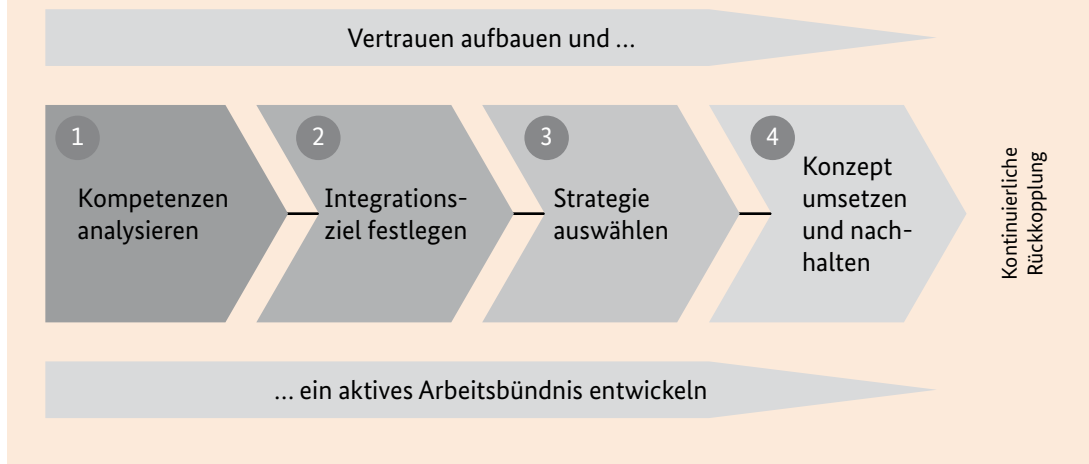 Vertrauen aufbauen und …
1
Kompetenzen
analysieren
2
Integrations-
ziel festlegen
3
Strategie
auswählen
4
Konzept
umsetzen
und nach-
halten
Kontinuierliche
Rückkopplung
… ein aktives Arbeitsbündnis entwickeln